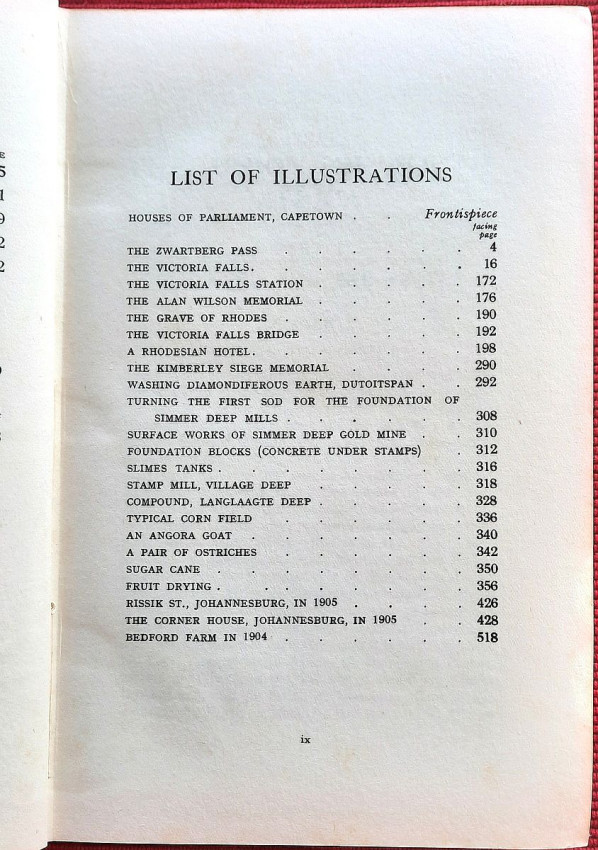 LIST OF ILLUSTRATIONS
HOUSES OF PARLIAMENT, CAPETOWN . . Frontispiece
facing
page
THE ZWARTBERG PASS . . . . . . 4
THE VICTORIA FALLS . . . . . . . 16
THE VICTORIA FALLS STATION . . . . . 172
THE ALAN WILSON MEMORIAL . . . . . 176
THE GRAVE OF RHODES . . . . . . 190
THE VICTORIA FALLS BRIDGE . . . . . 192
A RHODESIAN HOTEL . . . . . . . 198
THE KIMBERLEY SIEGE MEMORIAL . . . . 290
WASHING DIAMONDIFEROUS EARTH, DUTOITSPAN . . 292
TURNING THE FIRST SOD FOR THE FOUNDATION OF
SIMMER DEEP MILLS . . . . . . 308
SURFACE WORKS OF SIMMER DEEP GOLD MINE . . 310
FOUNDATION BLOCKS (CONCRETE UNDER STAMPS) . 312
SLIMES TANKS . . . . . . . . 316
STAMP MILL, VILLAGE DEEP . . . . . 318
COMPOUND, LANGLAAGTE DEEP . . . . . 328
TYPICAL CORN FIELD . . . . . . 336
AN ANGORA GOAT . . . . . . . 340
A PAIR OF OSTRICHES . . . . . . 342
SUGAR CANE . . . . . . . . 350
FRUIT DRYING . . . . . . . . 356
RISSIK ST., JOHANNESBURG, IN 1905 . . . . 426
THE CORNER HOUSE, JOHANNESBURG, IN 1905 . . 428
BEDFORD FARM IN 1904 . . . . . . 518
ix